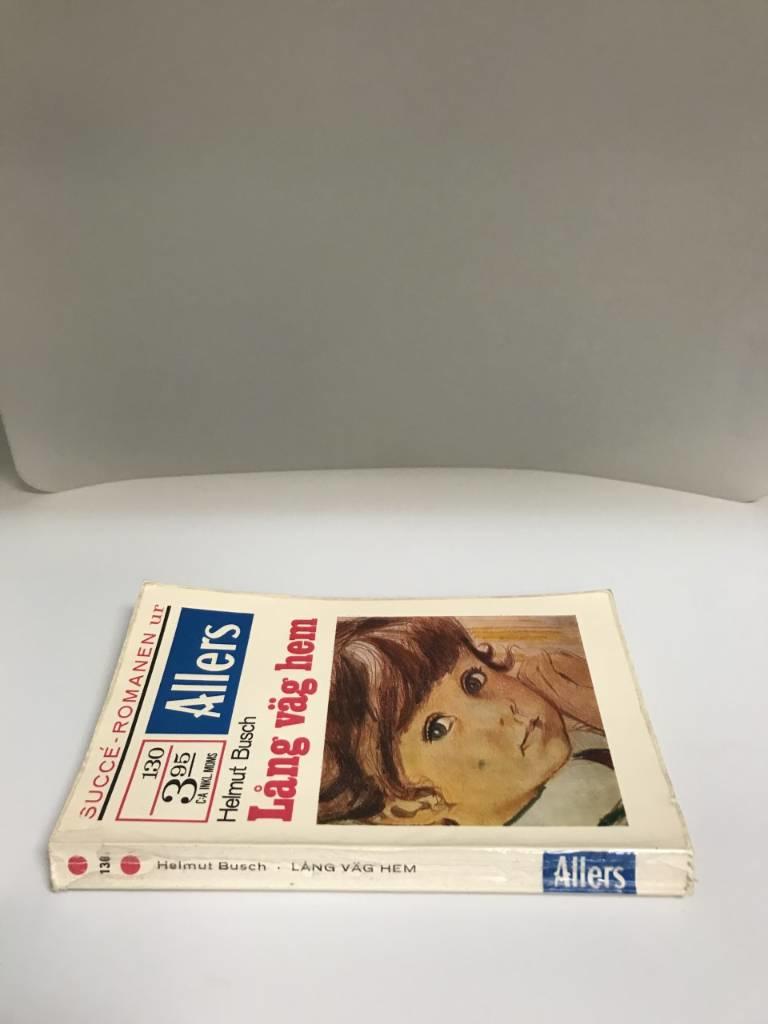 SUCCÉ-ROMANEN ur
130
3 95
C:A INKL. MOMS
Allers
Helmut Busch
Lång väg hem
130
Helmut Busch · LÅNG VÄG HEM
Allers